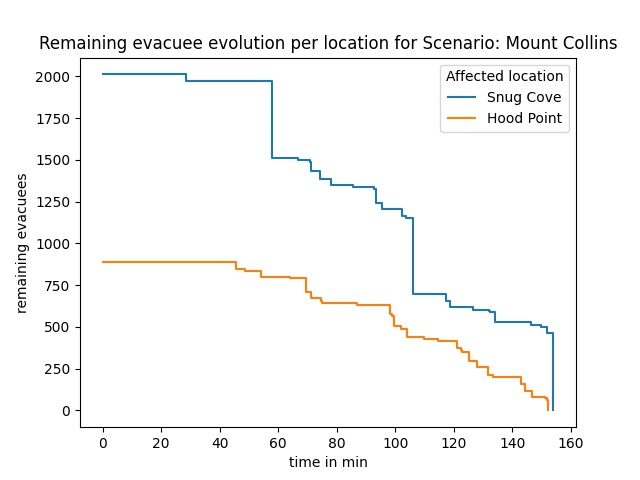 Remaining evacuee evolution per location for Scenario: Mount Collins
Affected location
Snug Cove
Hood Point
remaining evacuees
2000
1750
1500
1250
1000
750
500
250
0
0 20 40 60 80 100 120 140 160
time in min